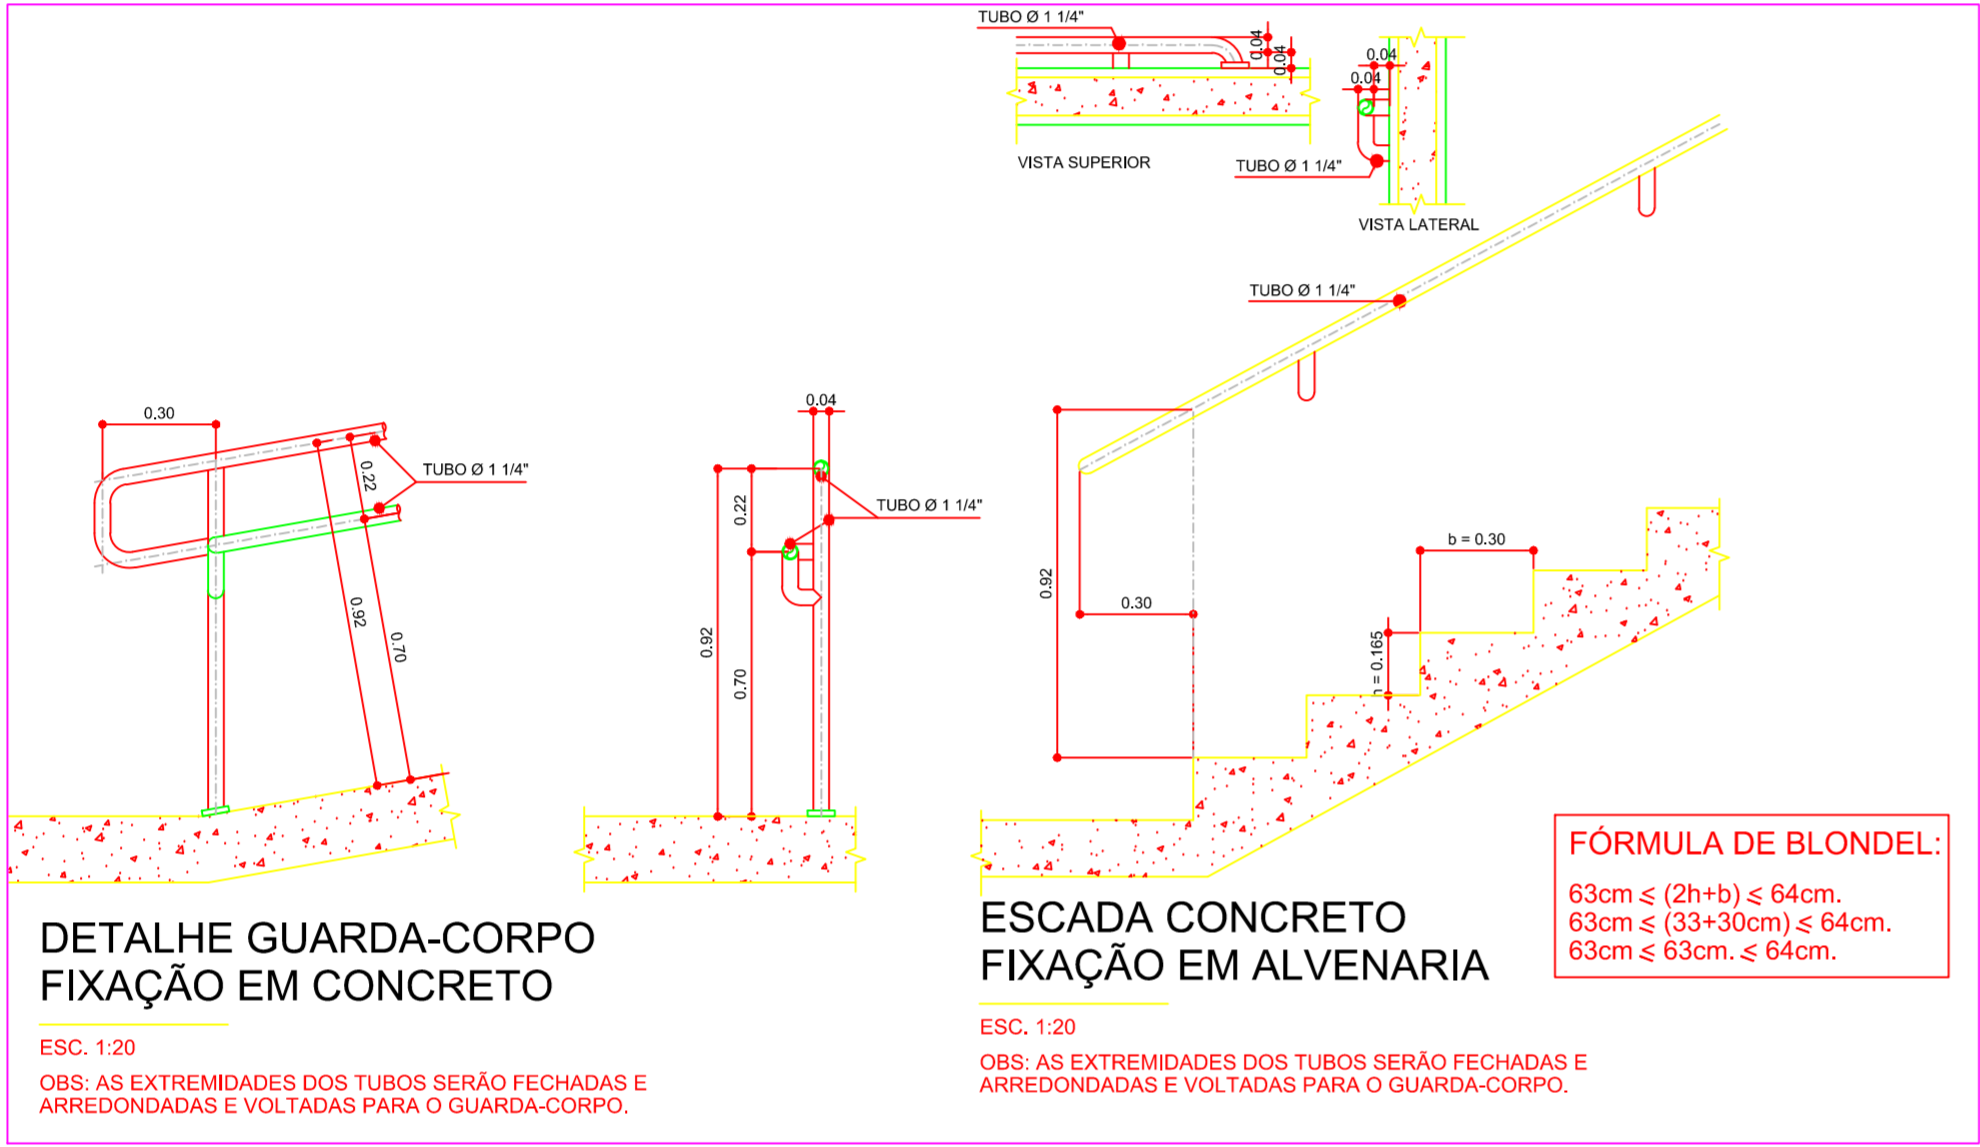 TUBO Ø 1 1/4"
0.04
0.04
VISTA SUPERIOR
0.04
0.04
TUBO Ø 1 1/4"
VISTA LATERAL
TUBO Ø 1 1/4"
0.30
0.22
TUBO Ø 1 1/4"
0.92
0.70
0.04
0.22
TUBO Ø 1 1/4"
0.92
0.70
0.92
0.30
b = 0.30
h = 0.165
DETALHE GUARDA-CORPO
FIXAÇÃO EM CONCRETO
ESC. 1:20
OBS: AS EXTREMIDADES DOS TUBOS SERÃO FECHADAS E
ARREDONDADAS E VOLTADAS PARA O GUARDA-CORPO.
ESCADA CONCRETO
FIXAÇÃO EM ALVENARIA
ESC. 1:20
OBS: AS EXTREMIDADES DOS TUBOS SERÃO FECHADAS E
ARREDONDADAS E VOLTADAS PARA O GUARDA-CORPO.
FÓRMULA DE BLONDEL:
63cm ⩽ (2h+b) ⩽ 64cm.
63cm ⩽ (33+30cm) ⩽ 64cm.
63cm ⩽ 63cm. ⩽ 64cm.